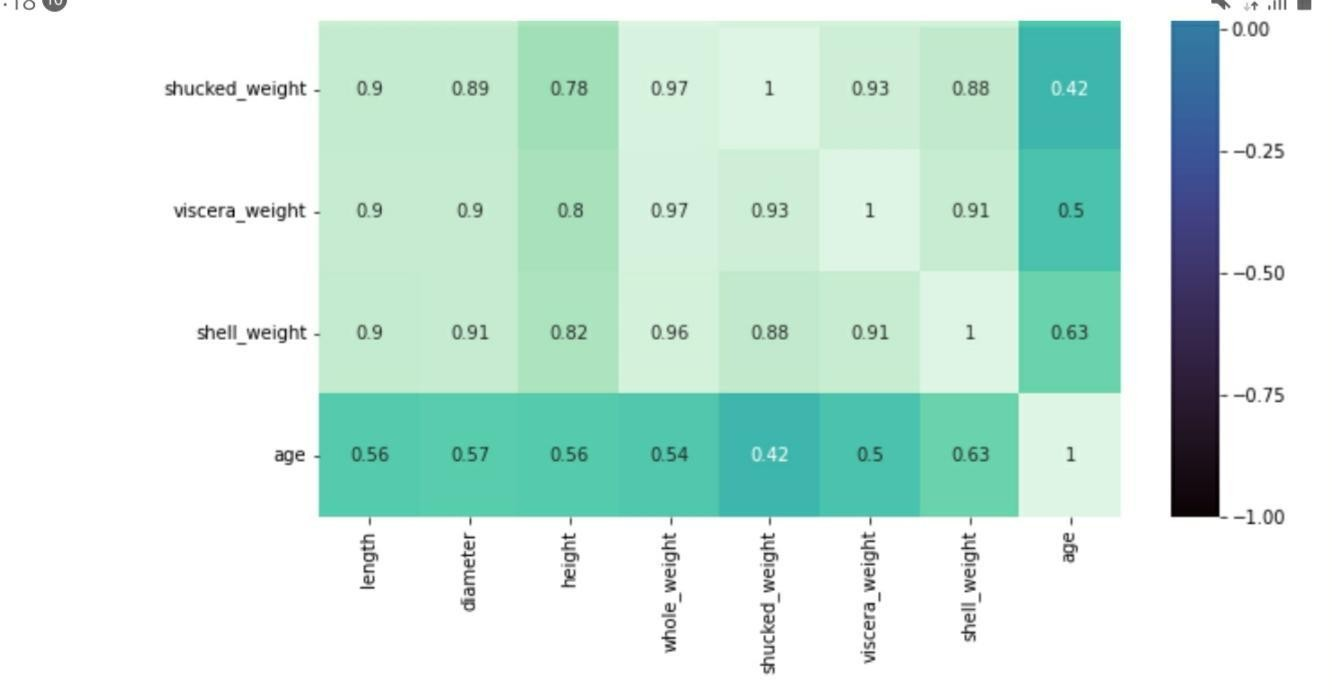 shucked_weight 0.9 0.89 0.78 0.97 1 0.93 0.88 0.42
viscera_weight 0.9 0.9 0.8 0.97 0.93 1 0.91 0.5
shell_weight 0.9 0.91 0.82 0.96 0.88 0.91 1 0.63
age 0.56 0.57 0.56 0.54 0.42 0.5 0.63 1
length diameter height whole_weight shucked_weight viscera_weight shell_weight age
0.00
−0.25
−0.50
−0.75
−1.00